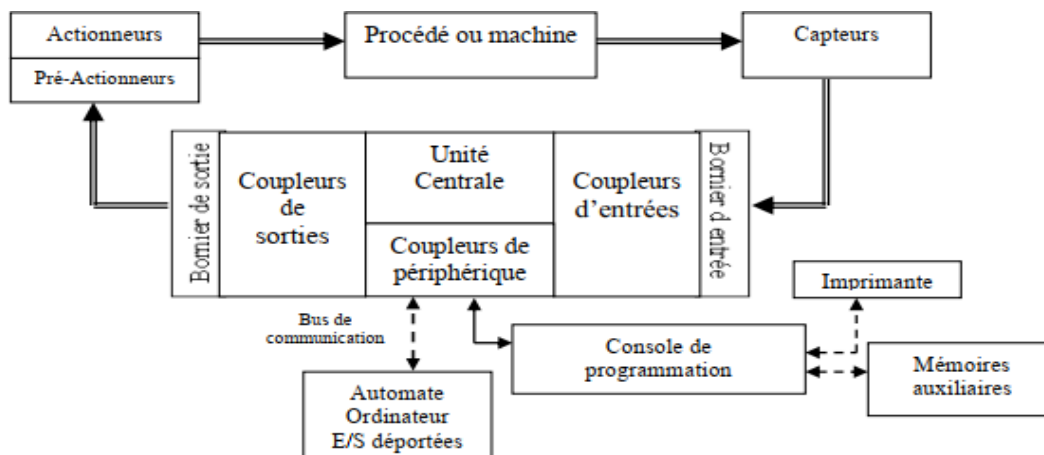 Actionneurs
Pré-Actionneurs
Procédé ou machine
Capteurs
Bornier de sortie
Coupleurs
de
sorties
Unité
Centrale
Coupleurs de
périphérique
Coupleurs
d'entrées
Bornier d entrée
Bus de
communication
Imprimante
Console de
programmation
Mémoires
auxiliaires
Automate
Ordinateur
E/S déportées